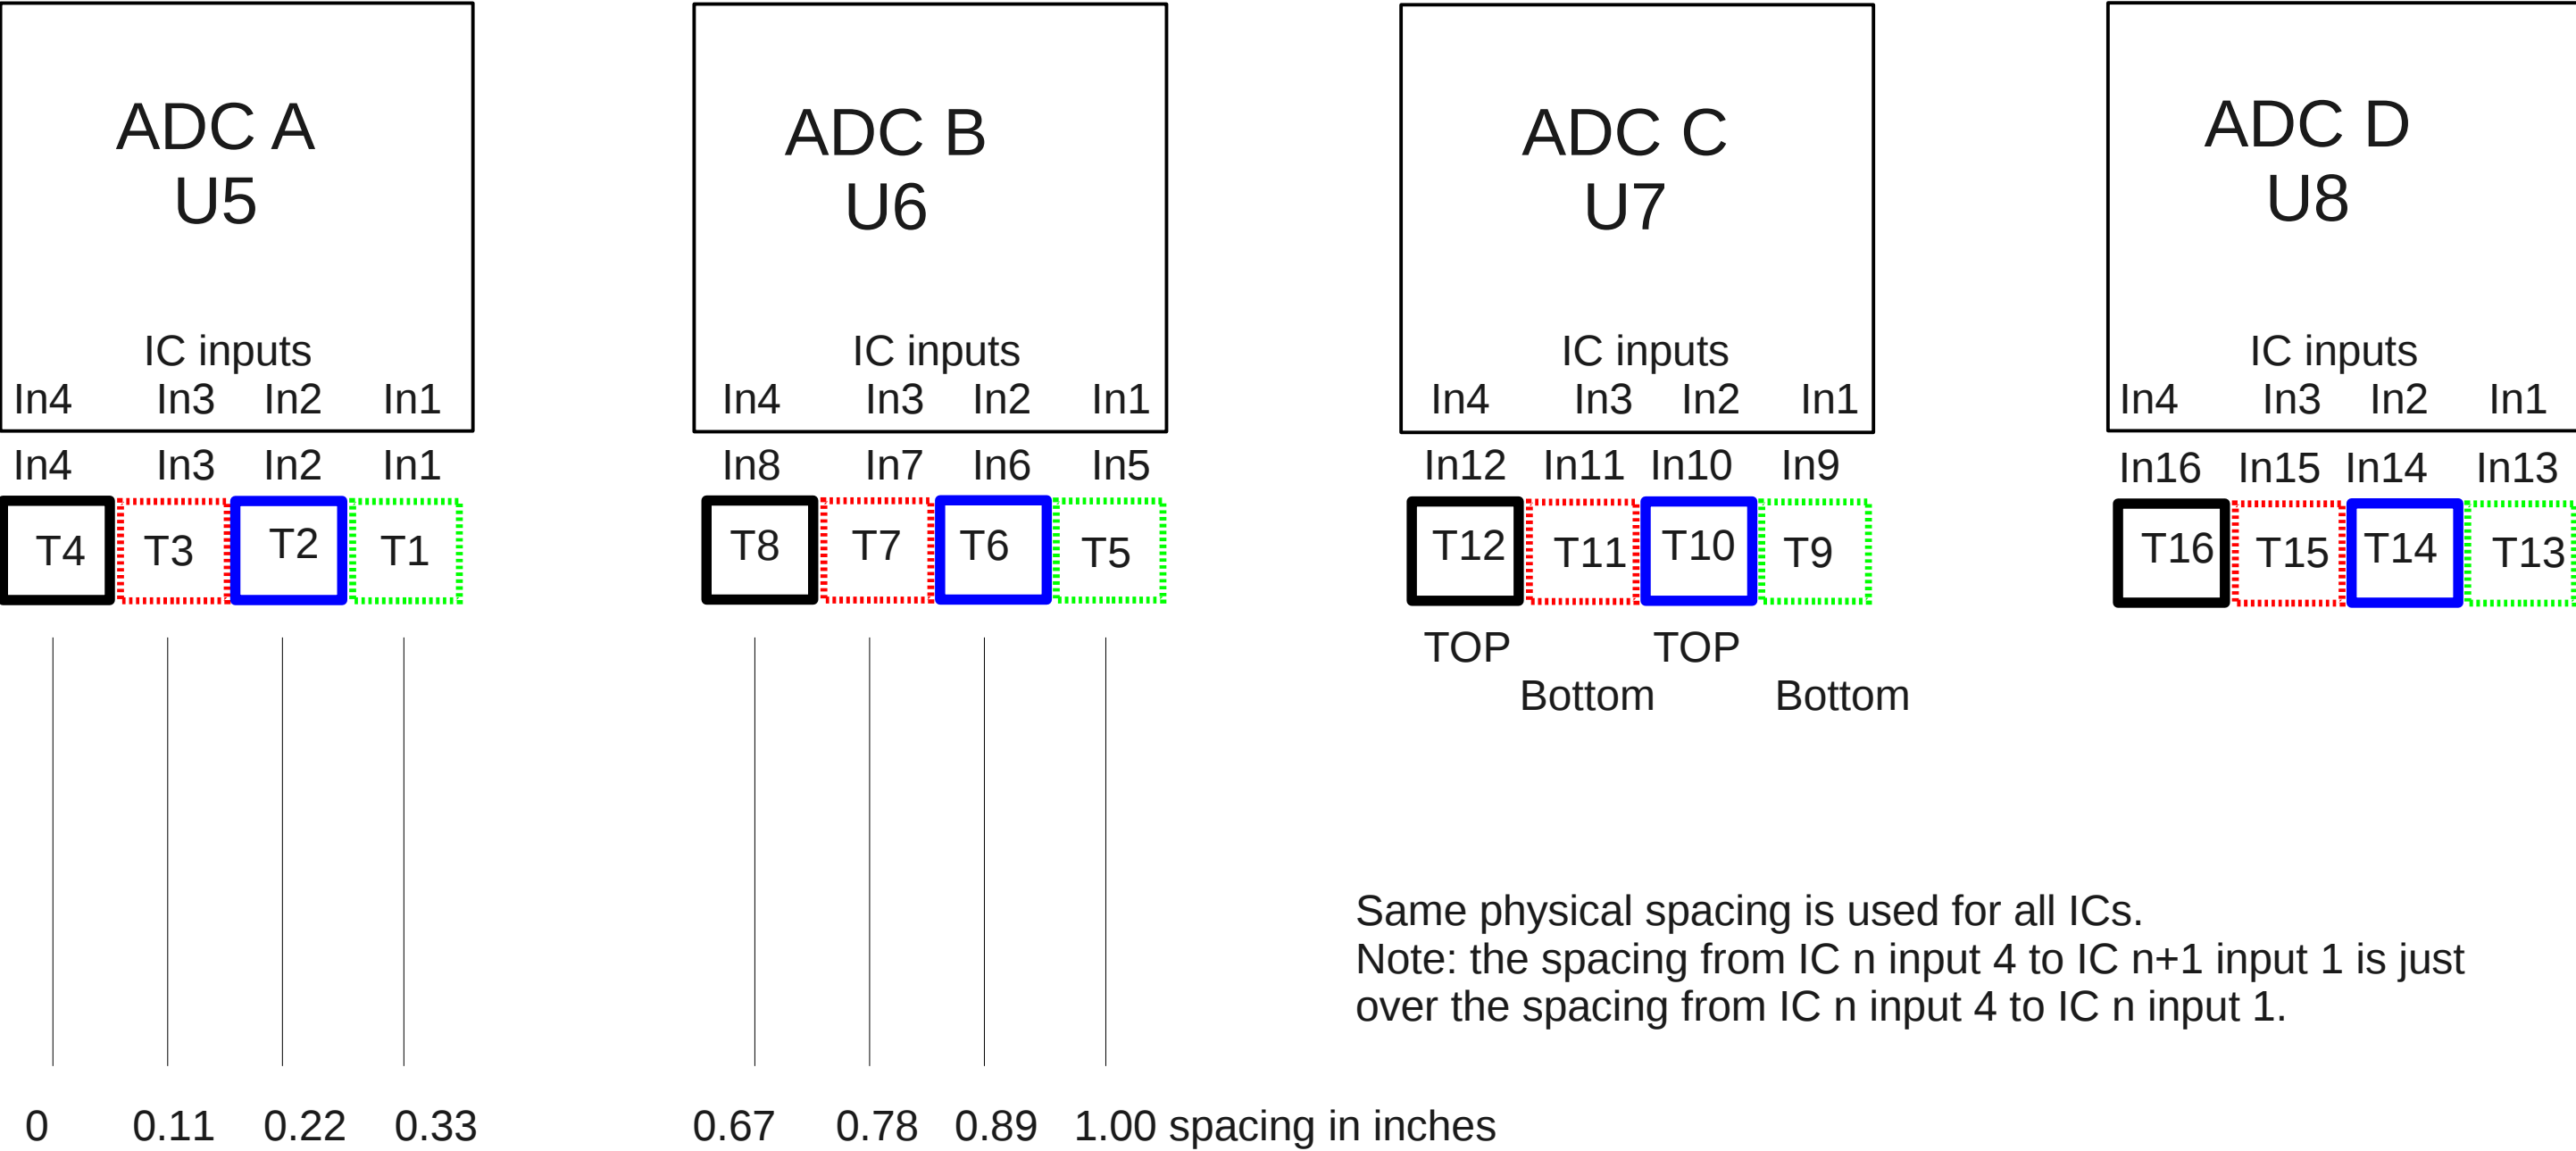 ADC A
U5
IC inputs
In4 In3 In2 In1
In4 In3 In2 In1
T4 T3 T2 T1
ADC B
U6
IC inputs
In4 In3 In2 In1
In8 In7 In6 In5
T8 T7 T6 T5
ADC C
U7
IC inputs
In4 In3 In2 In1
In12 In11 In10 In9
T12 T11 T10 T9
TOP TOP
Bottom Bottom
ADC D
U8
IC inputs
In4 In3 In2 In1
In16 In15 In14 In13
T16 T15 T14 T13
Same physical spacing is used for all ICs.
Note: the spacing from IC n input 4 to IC n+1 input 1 is just
over the spacing from IC n input 4 to IC n input 1.
0 0.11 0.22 0.33 0.67 0.78 0.89 1.00 spacing in inches